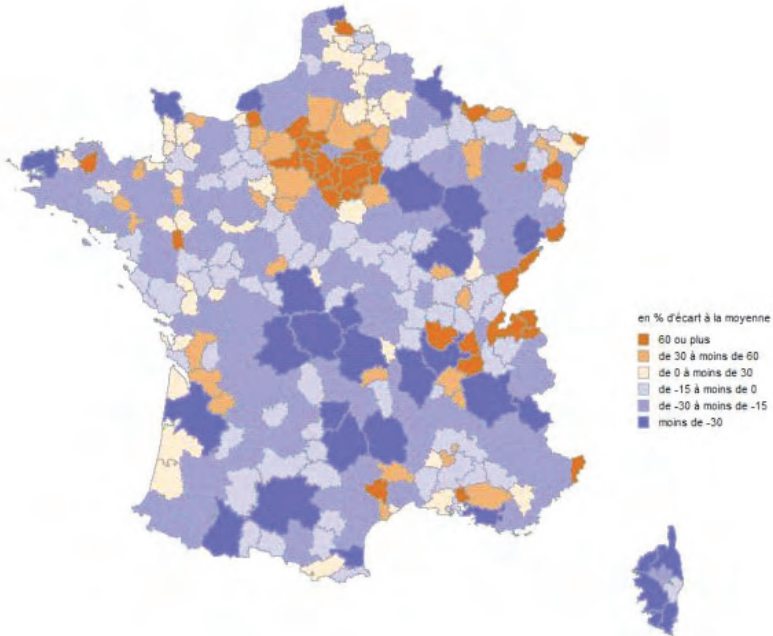 en % d'écart à la moyenne
60 ou plus
de 30 à moins de 60
de 0 à moins de 30
de -15 à moins de 0
de -30 à moins de -15
moins de -30